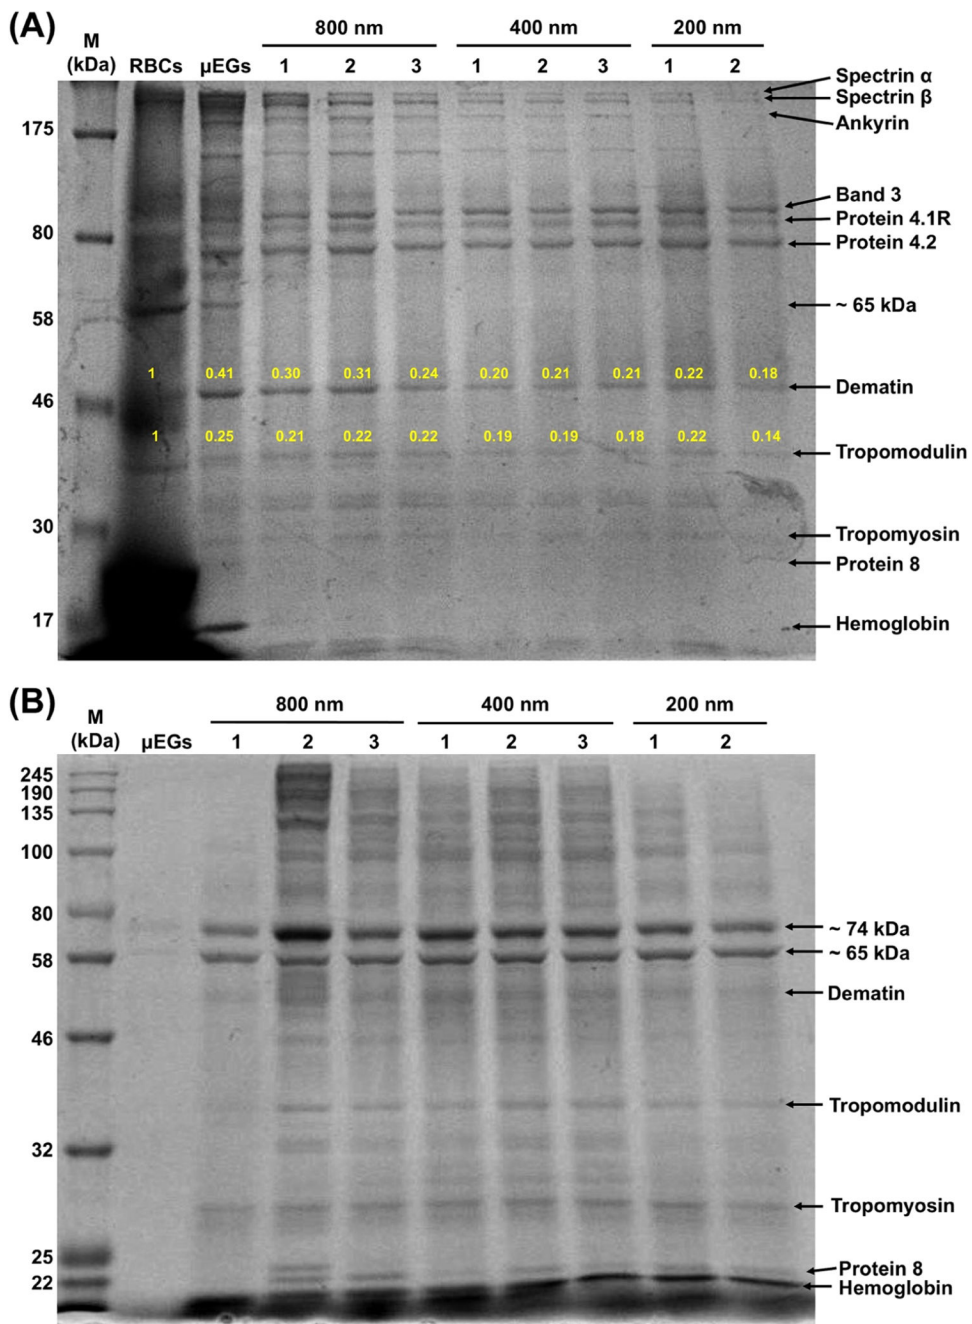 (A)
800 nm 400 nm 200 nm
M
(kDa) RBCs µEGs 1 2 3 1 2 3 1 2
Spectrin α
Spectrin β
Ankyrin
175
Band 3
Protein 4.1R
80
Protein 4.2
~ 65 kDa
58
1 0.41 0.30 0.31 0.24 0.20 0.21 0.21 0.22 0.18
Dematin
46
1 0.25 0.21 0.22 0.22 0.19 0.19 0.18 0.22 0.14
Tropomodulin
30
Tropomyosin
Protein 8
17
Hemoglobin
(B)
800 nm 400 nm 200 nm
M
(kDa) µEGs 1 2 3 1 2 3 1 2
245
190
135
100
80
~ 74 kDa
~ 65 kDa
58
Dematin
46
Tropomodulin
32
Tropomyosin
25
Protein 8
22
Hemoglobin